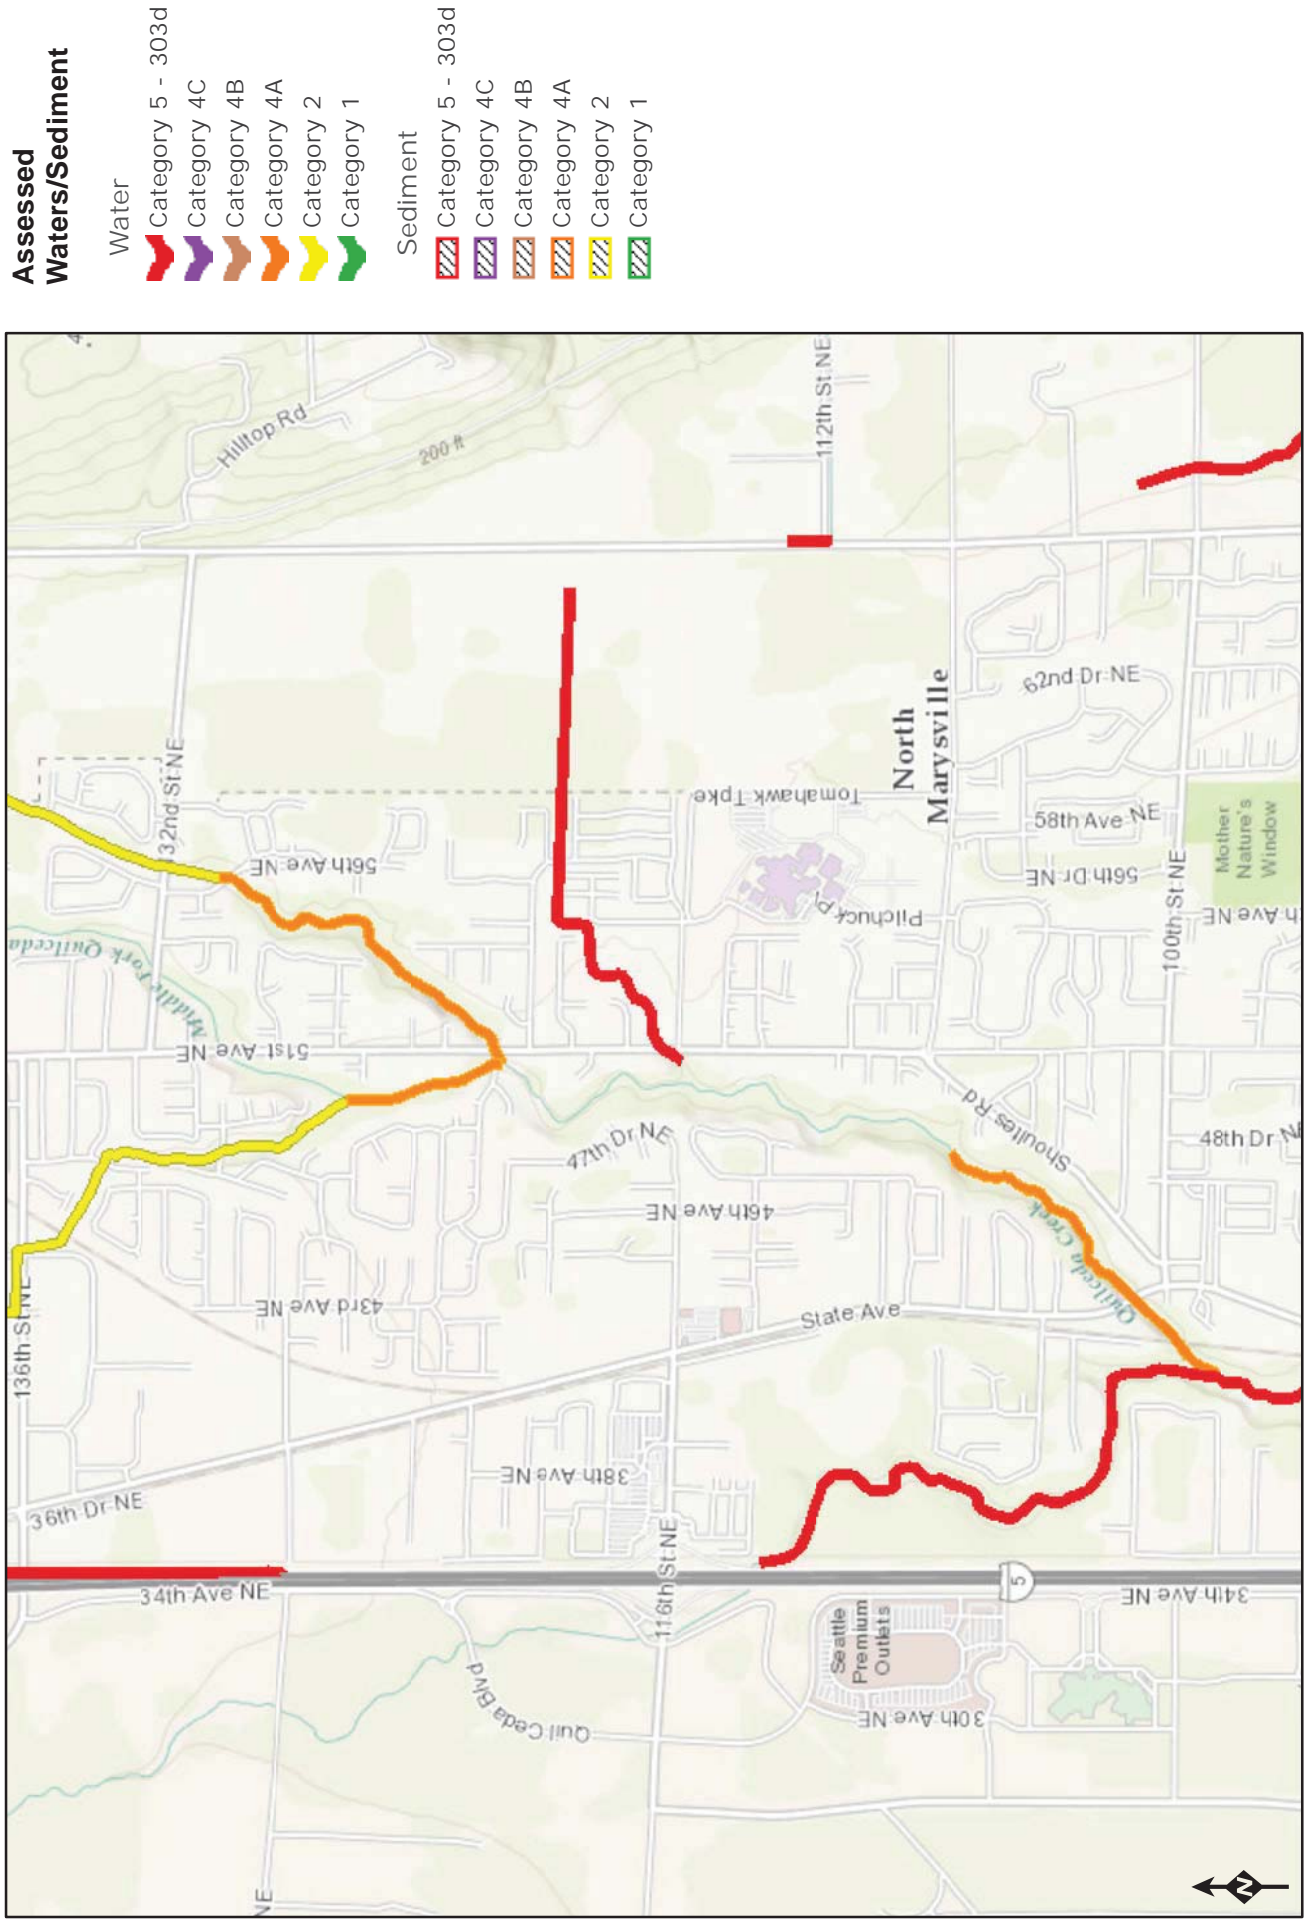 Assessed
Waters/Sediment
Water
Category 5 - 303d
Category 4C
Category 4B
Category 4A
Category 2
Category 1
Sediment
Category 5 - 303d
Category 4C
Category 4B
Category 4A
Category 2
Category 1
Hilltop Rd
200 ft
112th St NE
132nd St NE
56th Ave NE
Middle Fork Quilceda
51st Ave NE
Tomahawk Tpke
North
Marysville
62nd Dr NE
58th Ave NE
56th Dr NE
Mother
Nature's
Window
100th St NE
h Ave NE
Pilchuck Pl
Shoultes Rd
48th Dr N
47th Dr NE
46th Ave NE
Quilceda Creek
136th St NE
43rd Ave NE
State Ave
36th Dr NE
38th Ave NE
116th St NE
34th Ave NE
5
34th Ave NE
Seattle
Premium
Outlets
Quil Ceda Blvd
30th Ave NE
NE
N